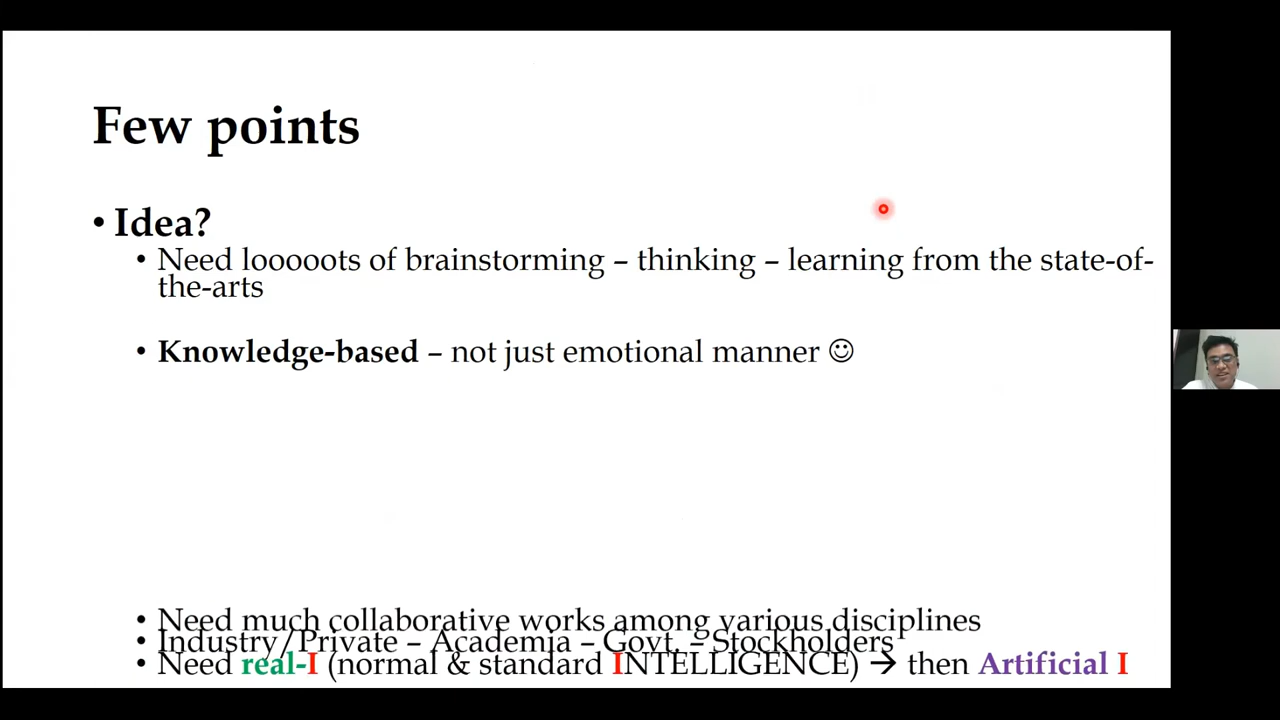 Few points
• Idea?
• Need looooots of brainstorming – thinking – learning from the state-of-
the-arts
• Knowledge-based – not just emotional manner ☺
• Need much collaborative works among various disciplines
• Industry/Private – Academia – Govt. – Stockholders
• Need real-I (normal & standard INTELLIGENCE) → then Artificial I